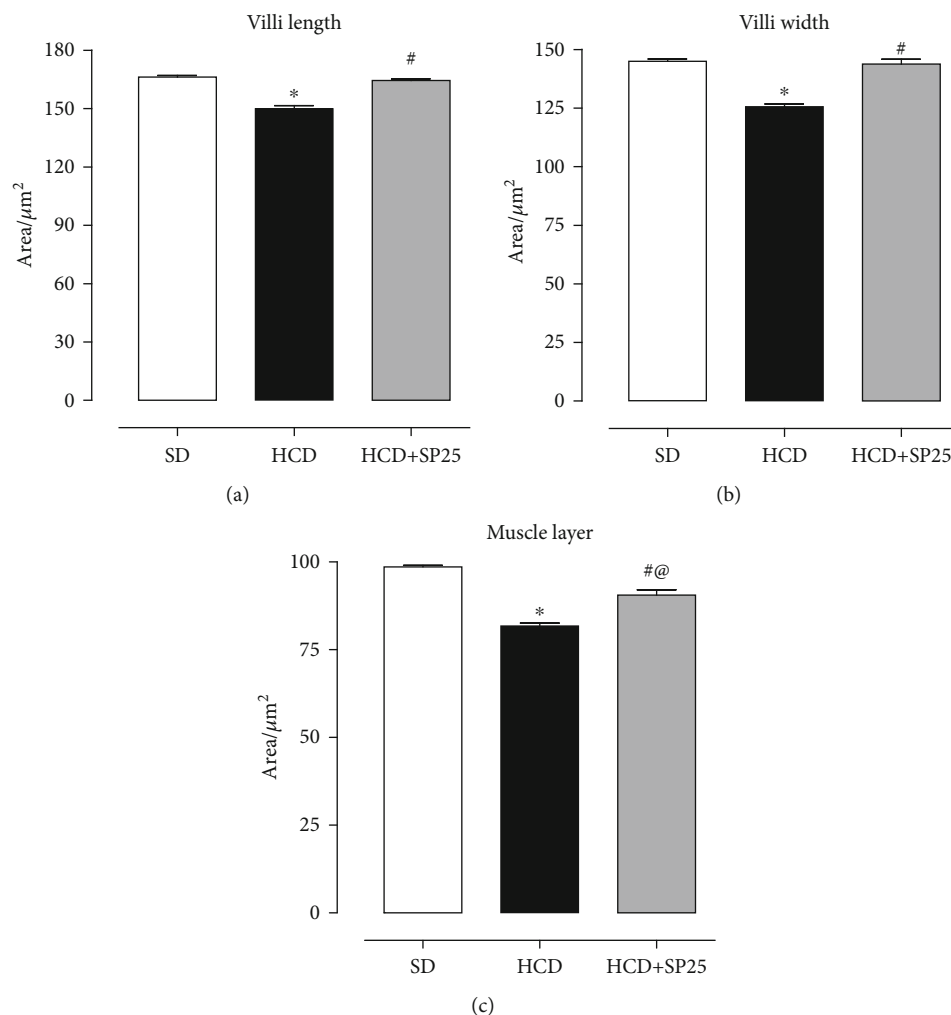 Villi length
180
150
120
90
60
30
0
Area/μm²
*
#
SD HCD HCD+SP25
(a)
Villi width
150
125
100
75
50
25
0
Area/μm²
*
#
SD HCD HCD+SP25
(b)
Muscle layer
100
75
50
25
0
Area/μm²
*
#@
SD HCD HCD+SP25
(c)